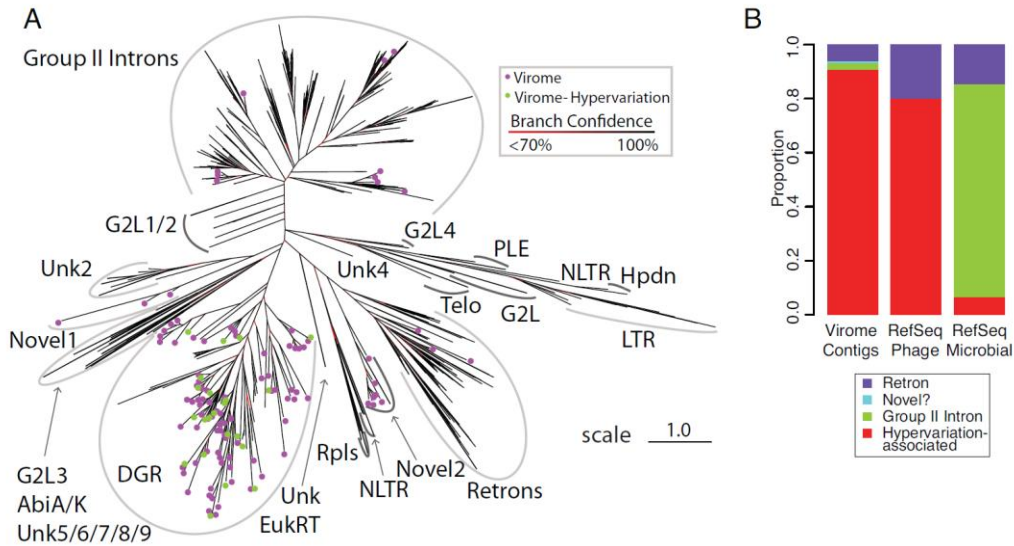 A
Group II Introns
Virome
Virome-Hypervariation
Branch Confidence
<70% 100%
G2L1/2
G2L4
PLE
Unk2
Unk4
NLTR
Hpdn
Telo
G2L
Novel1
LTR
scale 1.0
DGR
Rpls
Novel2
G2L3
Unk
NLTR
Retrons
AbiA/K
EukRT
Unk5/6/7/8/9
B
Proportion
1.0
0.8
0.6
0.4
0.2
0.0
Virome Contigs
RefSeq Phage
RefSeq Microbial
Retron
Novel?
Group II Intron
Hypervariation-
associated